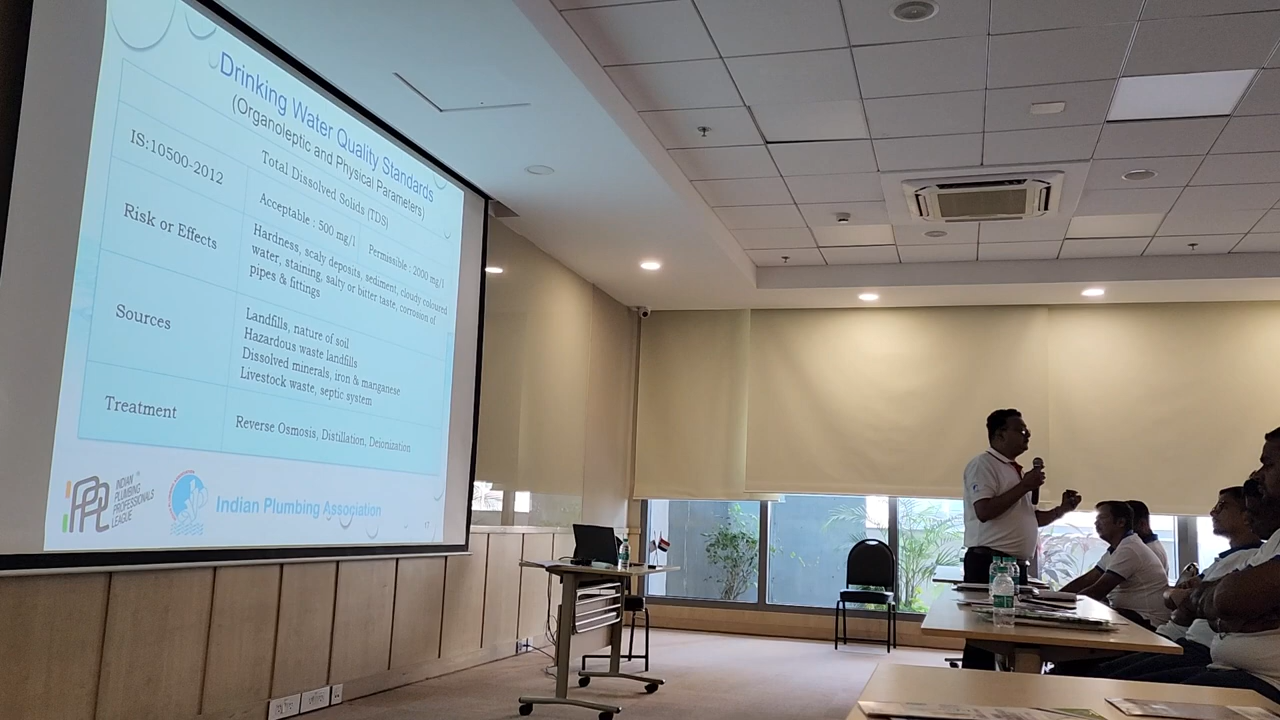 Drinking Water Quality Standards
(Organoleptic and Physical Parameters)
IS:10500-2012
Total Dissolved Solids (TDS)
Acceptable : 500 mg/l
Permissible : 2000 mg/l
Risk or Effects
Hardness, scaly deposits, sediment, cloudy coloured
water, staining, salty or bitter taste, corrosion of
pipes & fittings
Sources
Landfills, nature of soil
Hazardous waste landfills
Dissolved minerals, iron & manganese
Livestock waste, septic system
Treatment
Reverse Osmosis, Distillation, Deionization
IPPL
INDIAN
PLUMBING
PROFESSIONALS
LEAGUE
Indian Plumbing Association
17